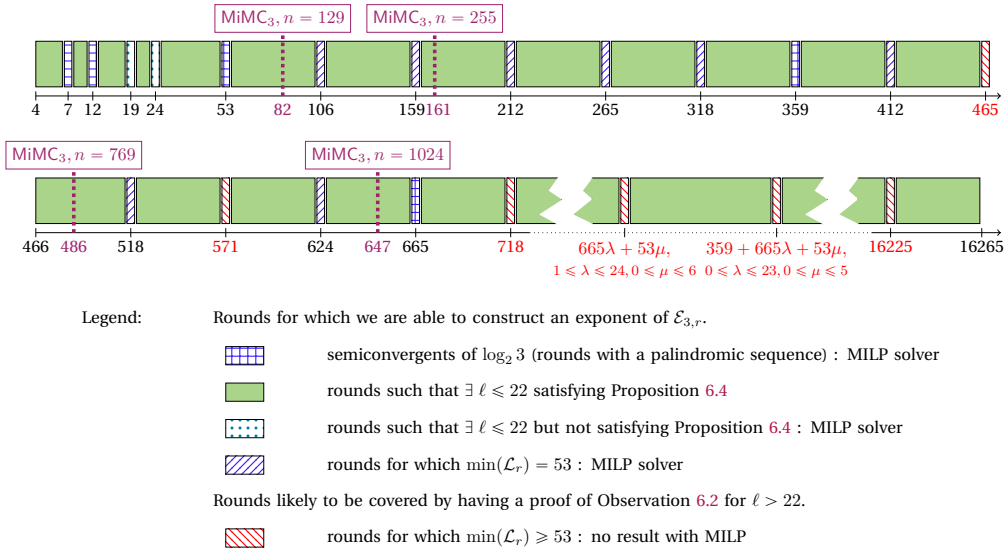 MiMC₃, n = 129 MiMC₃, n = 255
4 7 12 19 24 53 82 106 159 161 212 265 318 359 412 465
MiMC₃, n = 769 MiMC₃, n = 1024
466 486 518 571 624 647 665 718 665λ + 53μ, 359 + 665λ + 53μ, 16225 16265
1 ⩽ λ ⩽ 24, 0 ⩽ μ ⩽ 6 0 ⩽ λ ⩽ 23, 0 ⩽ μ ⩽ 5
Legend: Rounds for which we are able to construct an exponent of ℰ₃,ᵣ.
semiconvergents of log₂ 3 (rounds with a palindromic sequence) : MILP solver
rounds such that ∃ ℓ ⩽ 22 satisfying Proposition 6.4
rounds such that ∃ ℓ ⩽ 22 but not satisfying Proposition 6.4 : MILP solver
rounds for which min(ℒᵣ) = 53 : MILP solver
Rounds likely to be covered by having a proof of Observation 6.2 for ℓ > 22.
rounds for which min(ℒᵣ) ⩾ 53 : no result with MILP